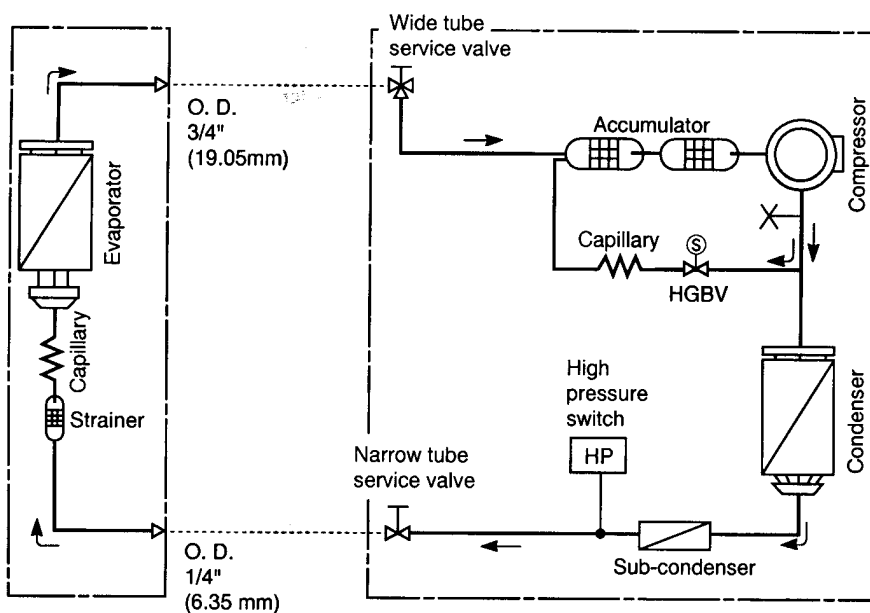 Wide tube
service valve
O. D.
3/4"
(19.05mm)
Accumulator
Compressor
Evaporator
Capillary
S
HGBV
Capillary
Strainer
High
pressure
switch
HP
Condenser
Narrow tube
service valve
O. D.
1/4"
(6.35 mm)
Sub-condenser